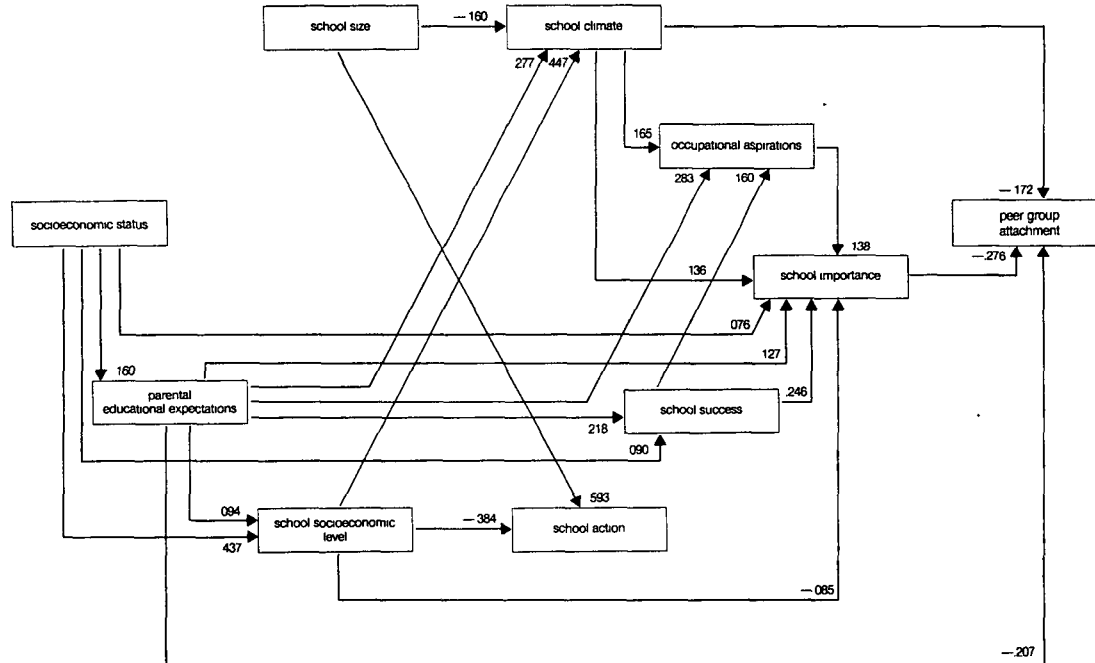 school size
— 160
school climate
277
447
165
occupational aspirations
283
160
— 172
socioeconomic status
peer group
attachment
138
—.276
136
school importance
076
127
160
parental
educational expectations
.246
school success
218
090
094
593
school socioeconomic
level
— 384
school action
437
— 085
—.207